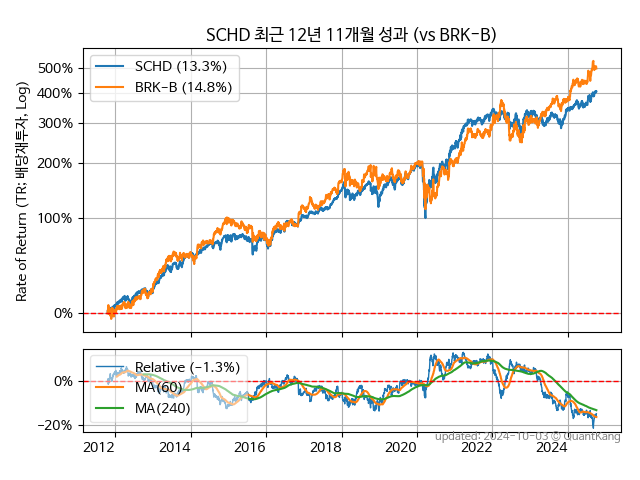 SCHD 최근 12년 11개월 성과 (vs BRK-B)
Rate of Return (TR; 배당재투자, Log)
500%
400%
300%
200%
100%
0%
SCHD (13.3%)
BRK-B (14.8%)
0%
−20%
Relative (−1.3%)
MA(60)
MA(240)
2012 2014 2016 2018 2020 2022 2024
updated: 2024-10-03 © QuantKang